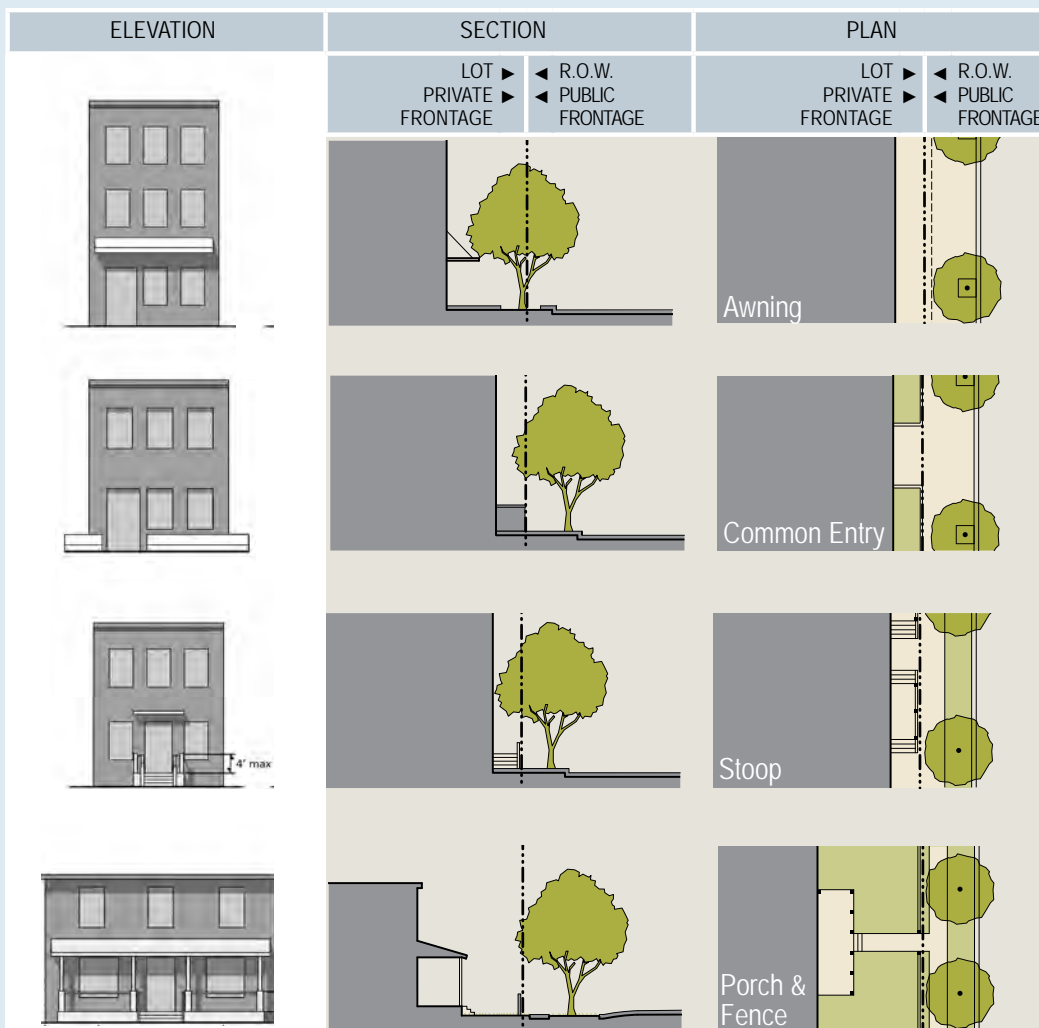 ELEVATION
SECTION
PLAN
LOT ► ◄ R.O.W.
PRIVATE ► ◄ PUBLIC
FRONTAGE FRONTAGE
LOT ► ◄ R.O.W.
PRIVATE ► ◄ PUBLIC
FRONTAGE FRONTAGE
Awning
Common Entry
4' max
Stoop
Porch &
Fence